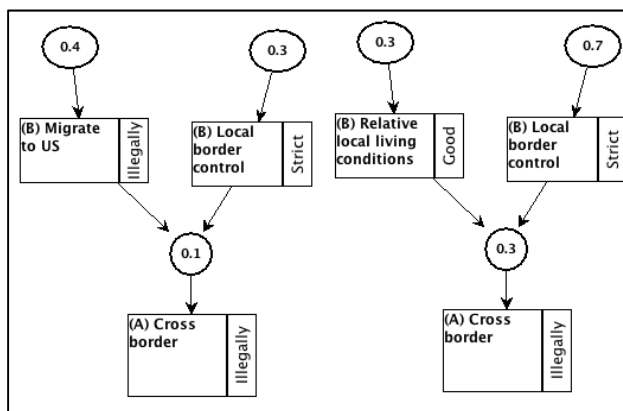 0.4
0.3
0.3
0.7
(B) Migrate
to US
Illegally
(B) Local
border
control
Strict
(B) Relative
local living
conditions
Good
(B) Local
border
control
Strict
0.1
0.3
(A) Cross
border
Illegally
(A) Cross
border
Illegally